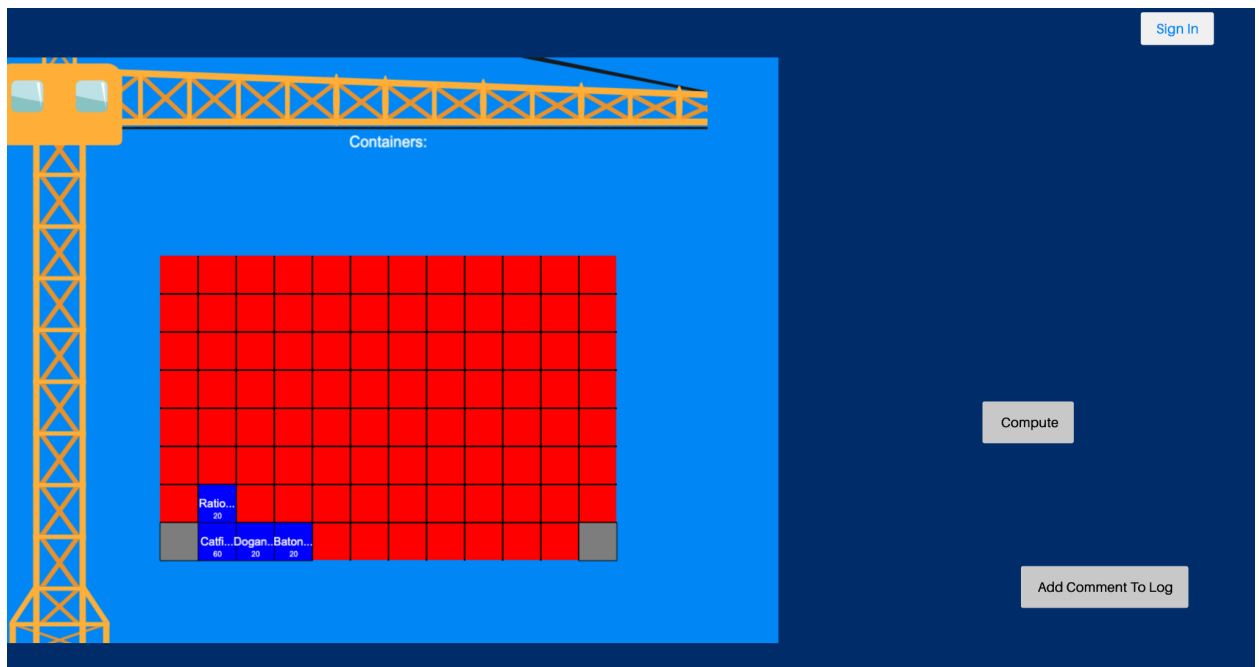 Sign In
Containers:
Compute
Ratio...
20
Catfi... Dogan.. Baton...
60 20 20
Add Comment To Log